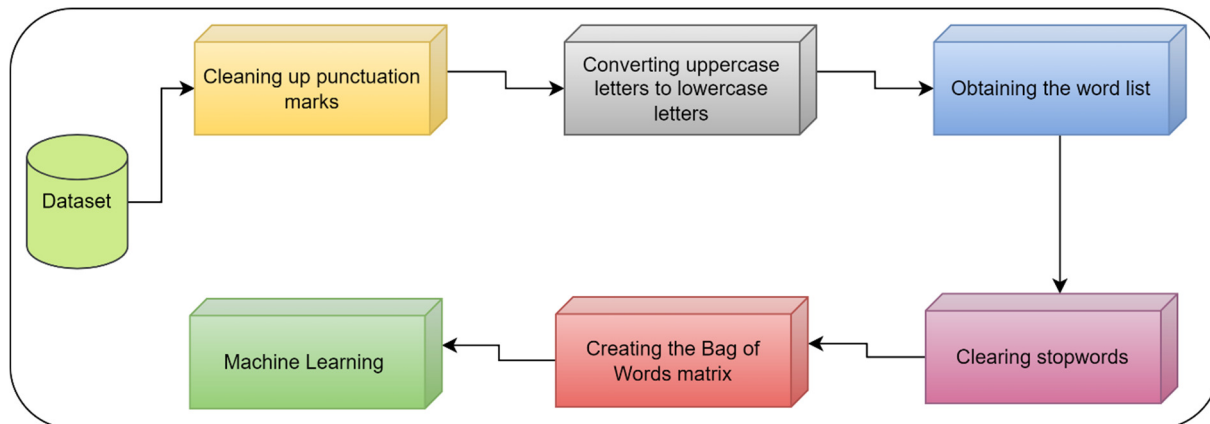 Dataset
Cleaning up punctuation
marks
Converting uppercase
letters to lowercase
letters
Obtaining the word list
Clearing stopwords
Creating the Bag of
Words matrix
Machine Learning